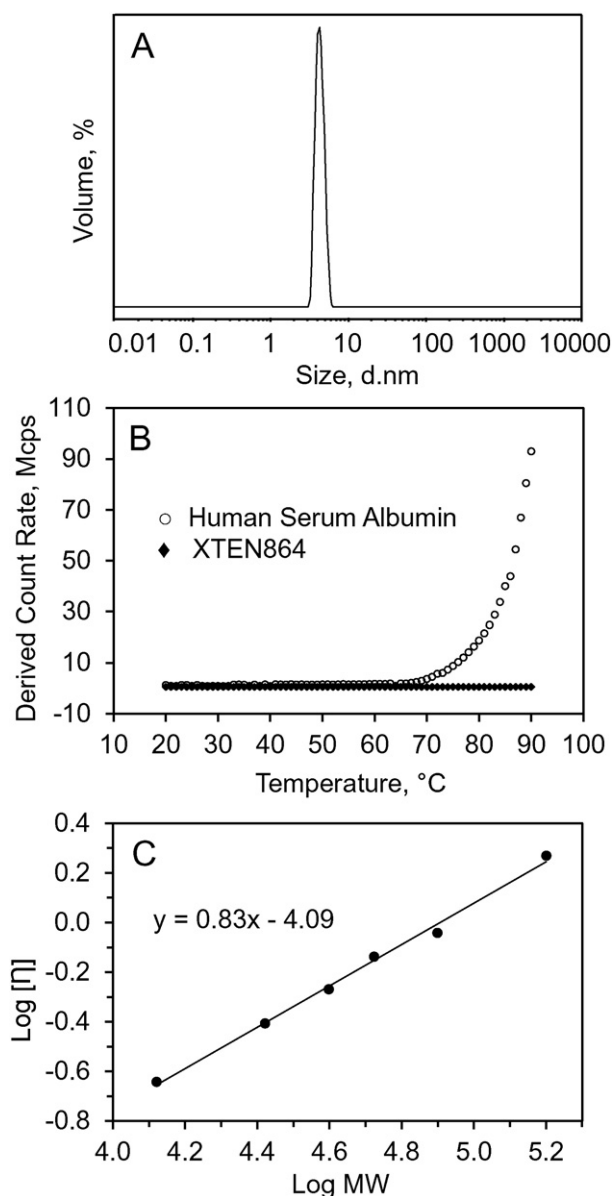 A
Volume, %
0.01 0.1 1 10 100 1000 10000
Size, d.nm
B
110
90
70
50
30
10
-10
Derived Count Rate, Mcps
Human Serum Albumin
XTEN864
10 20 30 40 50 60 70 80 90 100
Temperature, °C
C
0.4
0.2
0.0
-0.2
-0.4
-0.6
-0.8
Log [η]
y = 0.83x - 4.09
4.0 4.2 4.4 4.6 4.8 5.0 5.2
Log MW